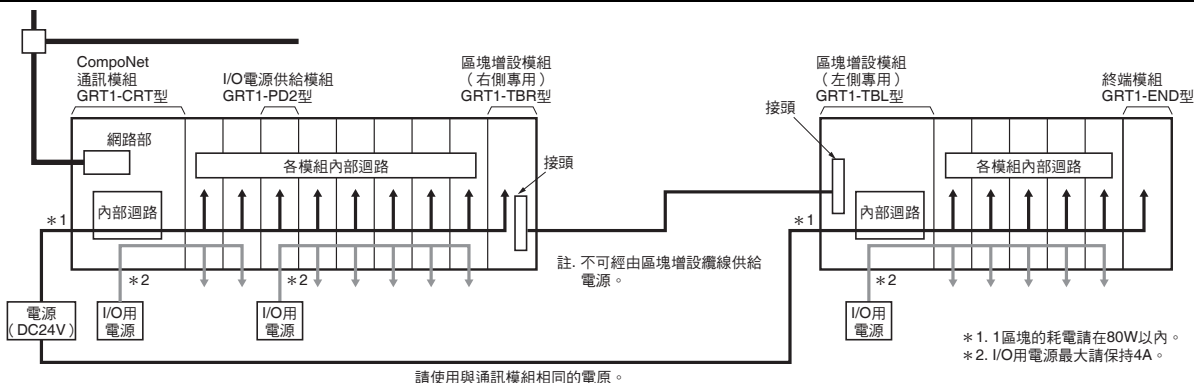 CompoNet
通訊模組
GRT1-CRT型
I/O電源供給模組
GRT1-PD2型
區塊增設模組
（右側專用）
GRT1-TBR型
區塊增設模組
（左側專用）
GRT1-TBL型
終端模組
GRT1-END型
網路部
各模組內部迴路
接頭
內部迴路
＊1
＊2
＊2
電源
（DC24V）
I/O用
電源
I/O用
電源
註. 不可經由區塊增設纜線供給
電源。
接頭
各模組內部迴路
內部迴路
＊1
＊2
I/O用
電源
＊1. 1區塊的耗電請在80W以內。
＊2. I/O用電源最大請保持4A。
請使用與通訊模組相同的電原。